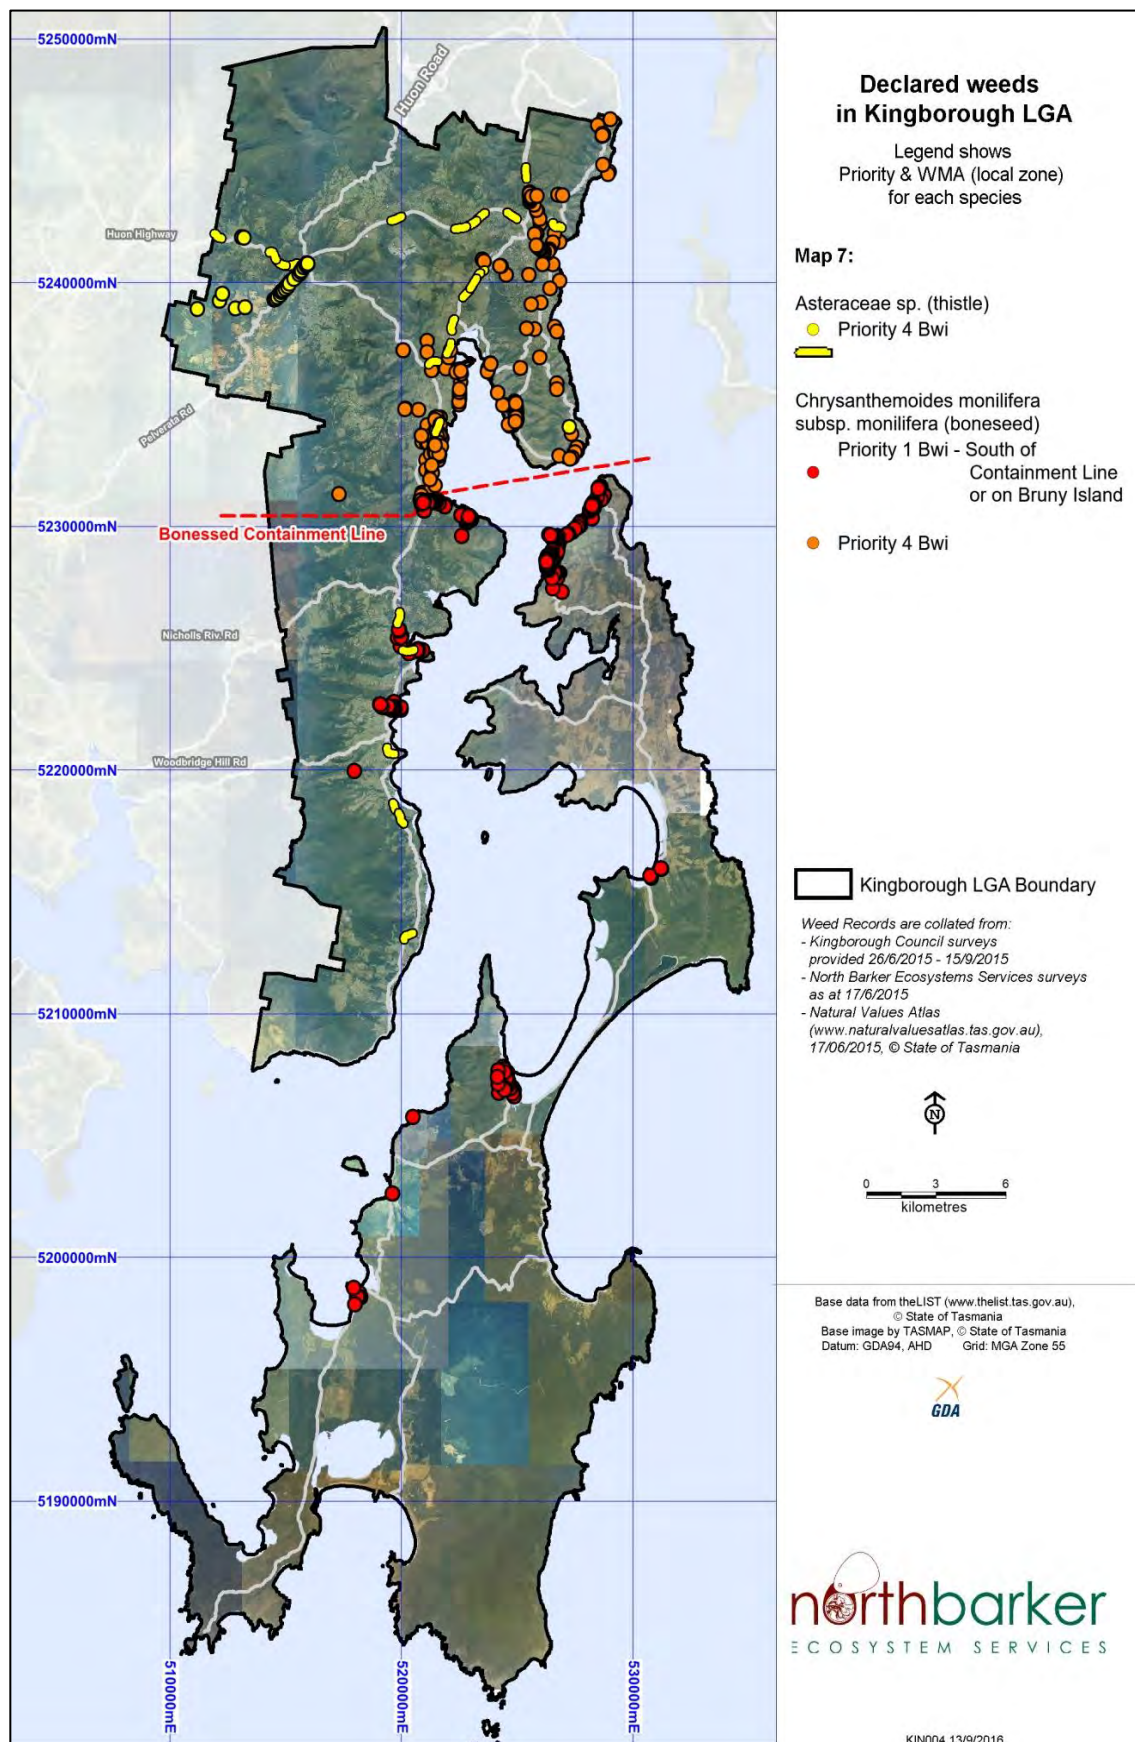 5250000mN
Huon Road
Huon Highway
5240000mN
Pelverata Rd
5230000mN
Bonessed Containment Line
Nicholls Riv. Rd
Woodbridge Hill Rd
5220000mN
5210000mN
5200000mN
5190000mN
510000mE
520000mE
530000mE
Declared weeds
in Kingborough LGA
Legend shows
Priority & WMA (local zone)
for each species
Map 7:
Asteraceae sp. (thistle)
Priority 4 Bwi
Chrysanthemoides monilifera
subsp. monilifera (boneseed)
Priority 1 Bwi - South of
Containment Line
or on Bruny Island
Priority 4 Bwi
Kingborough LGA Boundary
Weed Records are collated from:
- Kingborough Council surveys
provided 26/6/2015 - 15/9/2015
- North Barker Ecosystems Services surveys
as at 17/6/2015
- Natural Values Atlas
(www.naturalvaluesatlas.tas.gov.au),
17/06/2015, © State of Tasmania
N
0 3 6
kilometres
Base data from theLIST (www.thelist.tas.gov.au),
© State of Tasmania
Base image by TASMAP, © State of Tasmania
Datum: GDA94, AHD Grid: MGA Zone 55
GDA
northbarker
ECOSYSTEM SERVICES
KIN004 13/9/2016